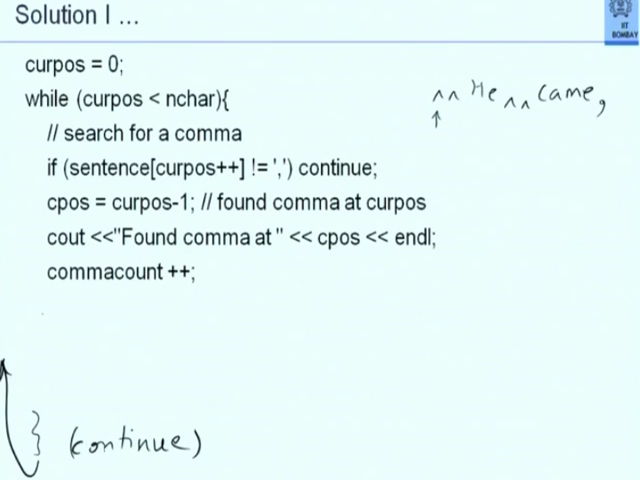 Solution I ...
IIT
BOMBAY
curpos = 0;
while (curpos < nchar){
^^ He ^^ Came,
// search for a comma
if (sentence[curpos++] != ',') continue;
cpos = curpos-1; // found comma at curpos
cout <<"Found comma at " << cpos << endl;
commacount ++;
} (continue)